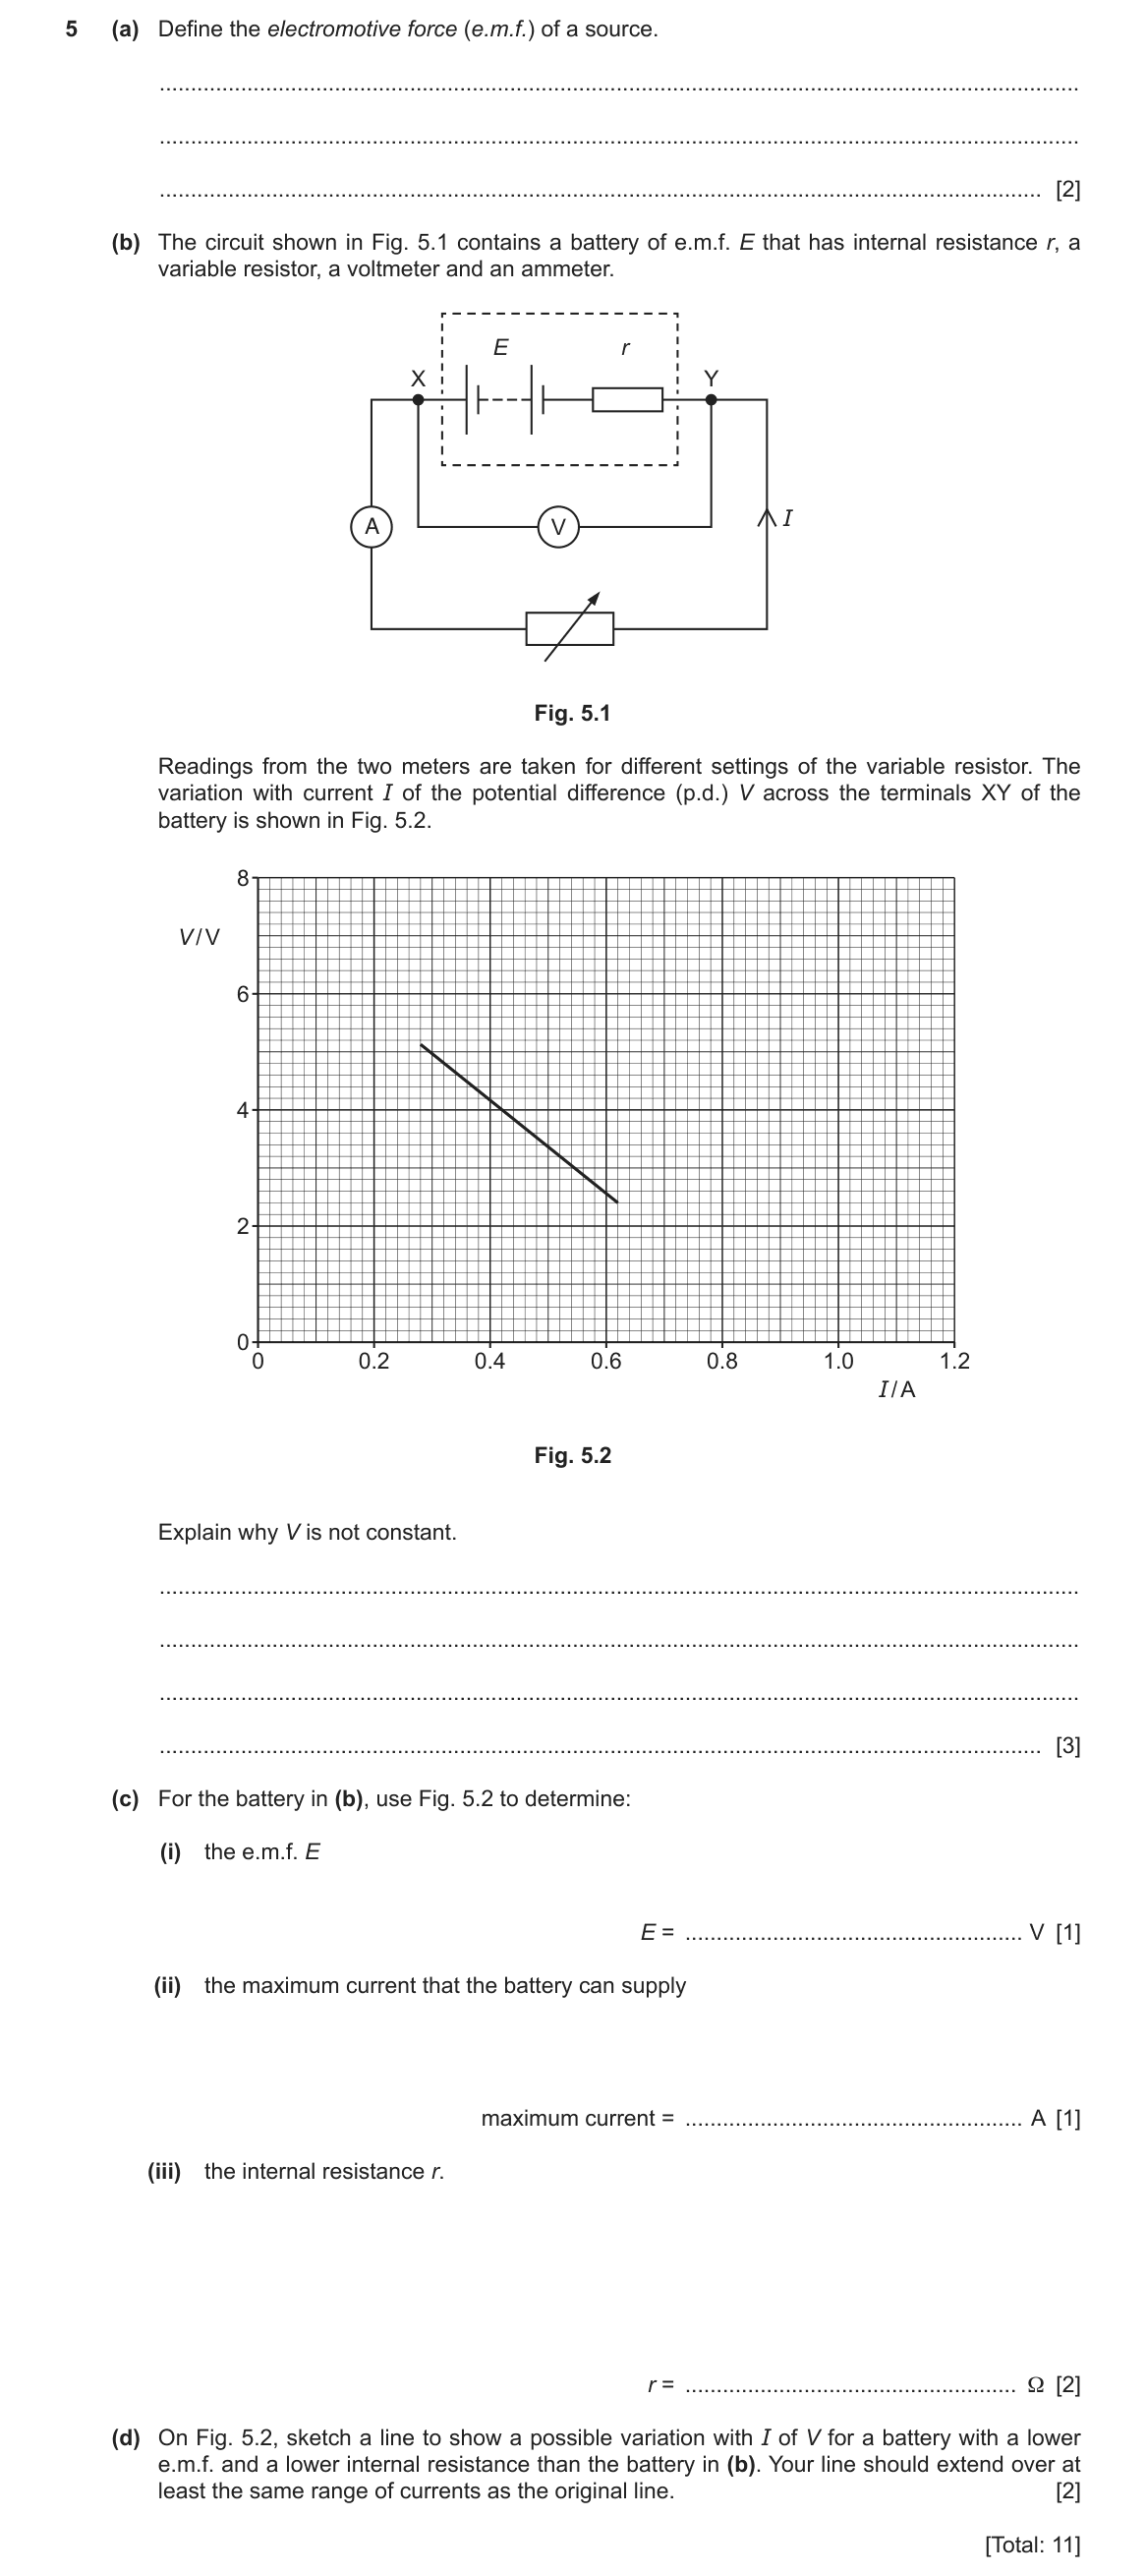 5 (a) Define the electromotive force (e.m.f.) of a source.
..........................................................................................
..........................................................................................
.......................................................................................... [2]
(b) The circuit shown in Fig. 5.1 contains a battery of e.m.f. E that has internal resistance r, a
variable resistor, a voltmeter and an ammeter.
E r
X Y
A V I
Fig. 5.1
Readings from the two meters are taken for different settings of the variable resistor. The
variation with current I of the potential difference (p.d.) V across the terminals XY of the
battery is shown in Fig. 5.2.
8
V/V
6
4
2
0
0 0.2 0.4 0.6 0.8 1.0 1.2
I/A
Fig. 5.2
Explain why V is not constant.
..........................................................................................
..........................................................................................
..........................................................................................
.......................................................................................... [3]
(c) For the battery in (b), use Fig. 5.2 to determine:
(i) the e.m.f. E
E = ...................................................... V [1]
(ii) the maximum current that the battery can supply
maximum current = ...................................................... A [1]
(iii) the internal resistance r.
r = ...................................................... Ω [2]
(d) On Fig. 5.2, sketch a line to show a possible variation with I of V for a battery with a lower
e.m.f. and a lower internal resistance than the battery in (b). Your line should extend over at
least the same range of currents as the original line. [2]
[Total: 11]